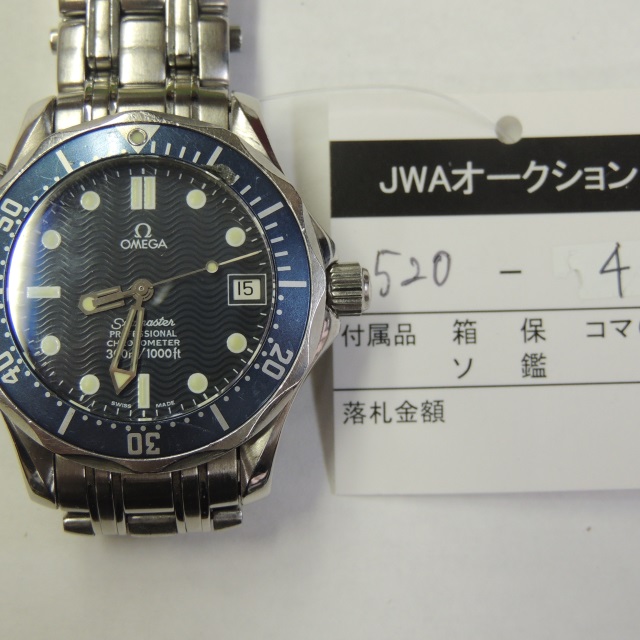 Ω
OMEGA
15
Seamaster
PROFESSIONAL
CHRONOMETER
300m/1000ft
SWISS MADE
10
20
30
40
50
JWAオークション
520 - 4
付属品 箱 保 コマ
ソ 鑑
落札金額